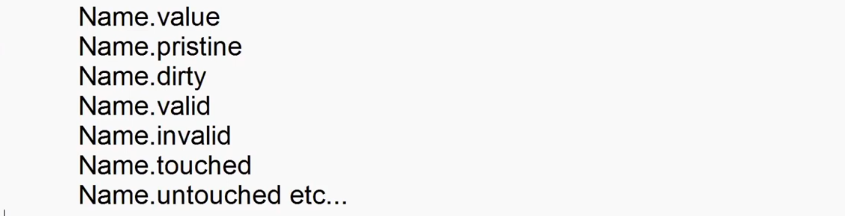 Name.value
Name.pristine
Name.dirty
Name.valid
Name.invalid
Name.touched
Name.untouched etc...